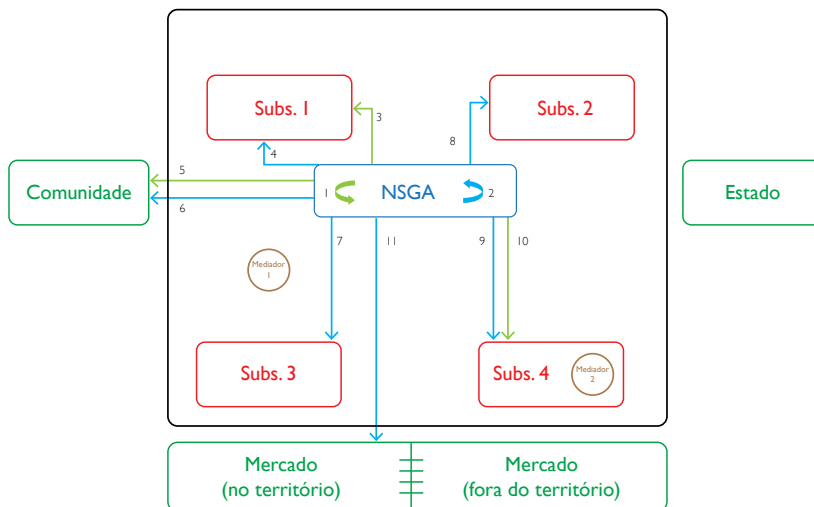 Subs. 1
Subs. 2
3
8
4
5
Comunidade
6
1
NSGA
2
Estado
7
11
9
10
Mediador
1
Subs. 3
Subs. 4
Mediador
2
Mercado
(no território)
Mercado
(fora do território)